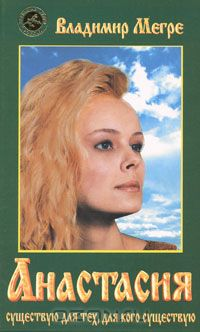 Владимир Мегре
Анастасия
существую для тех, для кого существую